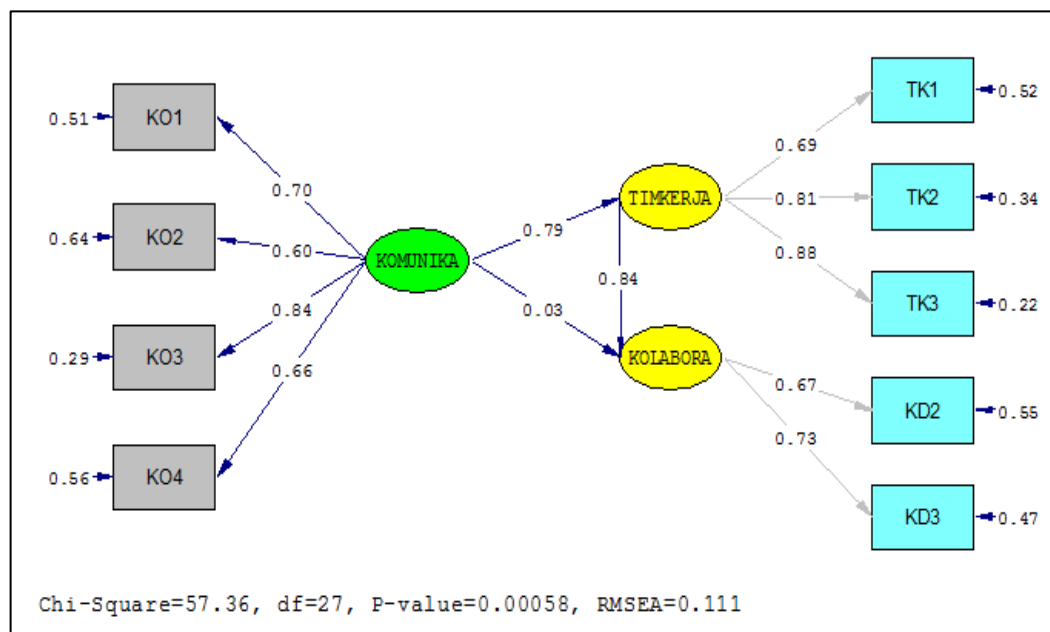 0.51
KO1
0.70
0.64
KO2
0.60
0.29
KO3
0.84
0.56
KO4
0.66
KOMUNIKA
0.79
0.03
TIMKERJA
0.84
KOLABORA
0.69
TK1
0.52
0.81
TK2
0.34
0.88
TK3
0.22
0.67
KD2
0.55
0.73
KD3
0.47
Chi-Square=57.36, df=27, P-value=0.00058, RMSEA=0.111